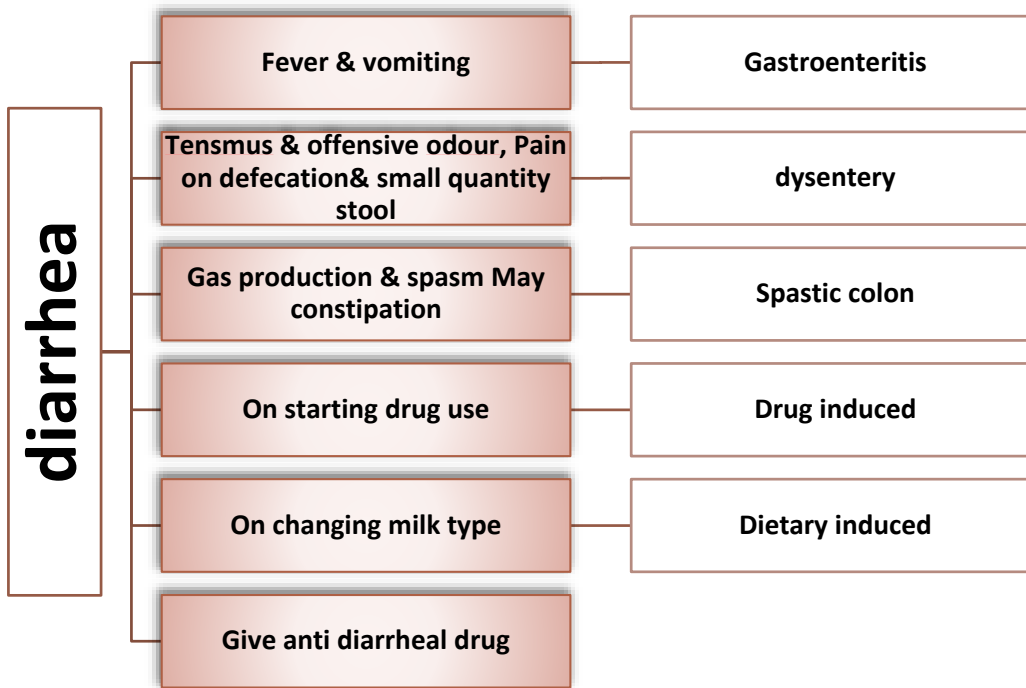 diarrhea
Fever & vomiting
Gastroenteritis
Tensmus & offensive odour, Pain
on defecation& small quantity
stool
dysentery
Gas production & spasm May
constipation
Spastic colon
On starting drug use
Drug induced
On changing milk type
Dietary induced
Give anti diarrheal drug